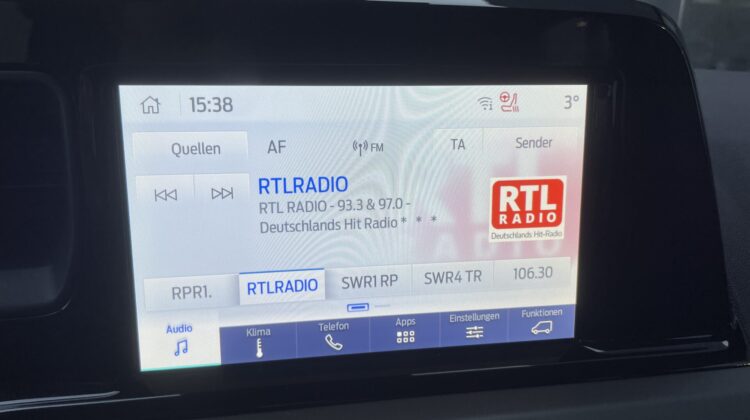 15:38
3°
Quellen
AF
FM
TA
Sender
RTLRADIO
RTL RADIO - 93.3 & 97.0 -
Deutschlands Hit Radio * * *
RTL
RADIO
Deutschlands Hit-Radio
RPR1.
RTLRADIO
SWR1 RP
SWR4 TR
106.30
Audio
Klima
Telefon
Apps
Einstellungen
Funktionen